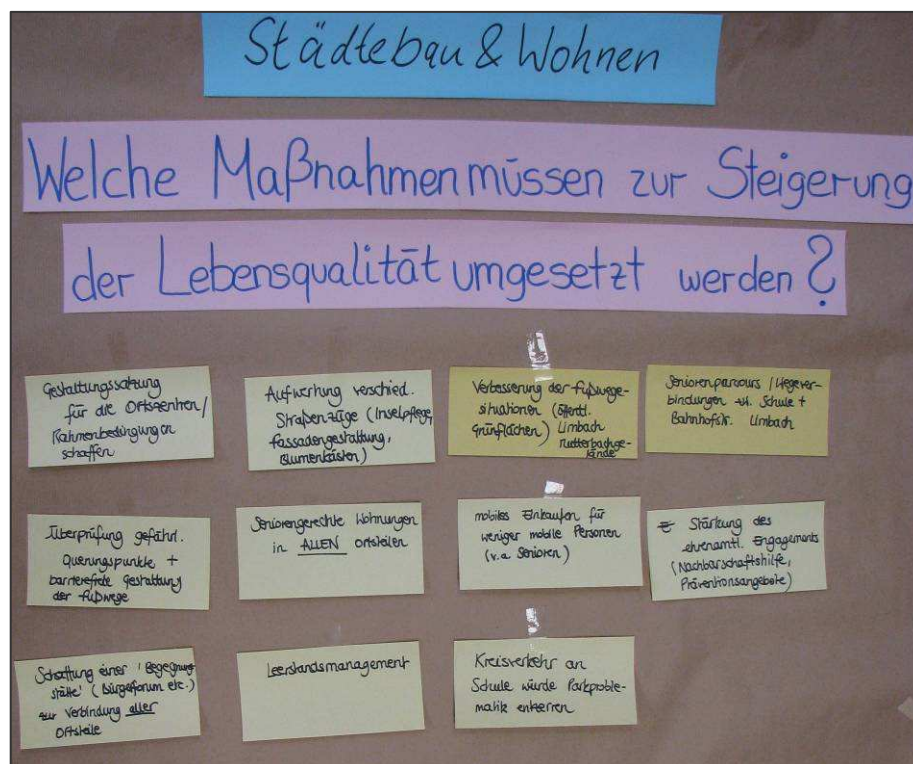 Städtebau & Wohnen
Welche Maßnahmen müssen zur Steigerung
der Lebensqualität umgesetzt werden?
Gestaltungssatzung
für die Ortszentren/
Rahmenbedingungen
schaffen
Aufwertung verschied.
Straßenzüge (Inselpflege,
Fassadengestaltung,
Blumenkästen)
Verbesserung der Fußwege-
situationen (öffentl.
Grünflächen) Limbach
rutterbachge-
lände
Seniorenparcours / Wegever-
bindungen zw. Schule +
Bahnhofstr. Limbach
Überprüfung gefährl.
Querungspunkte +
barrierefreie Gestaltung
der Fußwege
Seniorengerechte Wohnungen
in ALLEN Ortsteilen
mobiles Einkaufen für
weniger mobile Personen
(v.a Senioren)
Stärkung des
ehrenamtl. Engagements
(Nachbarschaftshilfe,
Präventionsangebote)
Schaffung einer 'Begegnungs-
stätte' (Bürgerforum etc.)
zur Verbindung aller
Ortsteile
Leerstandsmanagement
Kreisverkehr an
Schule würde Parkproble-
matik entzerren